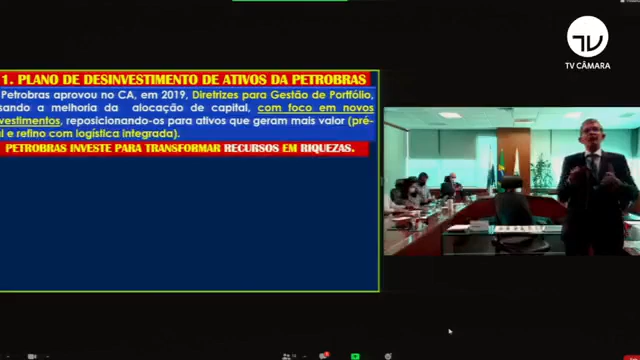 TV CÂMARA
1. PLANO DE DESINVESTIMENTO DE ATIVOS DA PETROBRAS
Petrobras aprovou no CA, em 2019, Diretrizes para Gestão de Portfólio,
sando a melhoria da alocação de capital, com foco em novos
vestimentos, reposicionando-os para ativos que geram mais valor (pré-
al e refino com logística integrada).
PETROBRAS INVESTE PARA TRANSFORMAR RECURSOS EM RIQUEZAS.